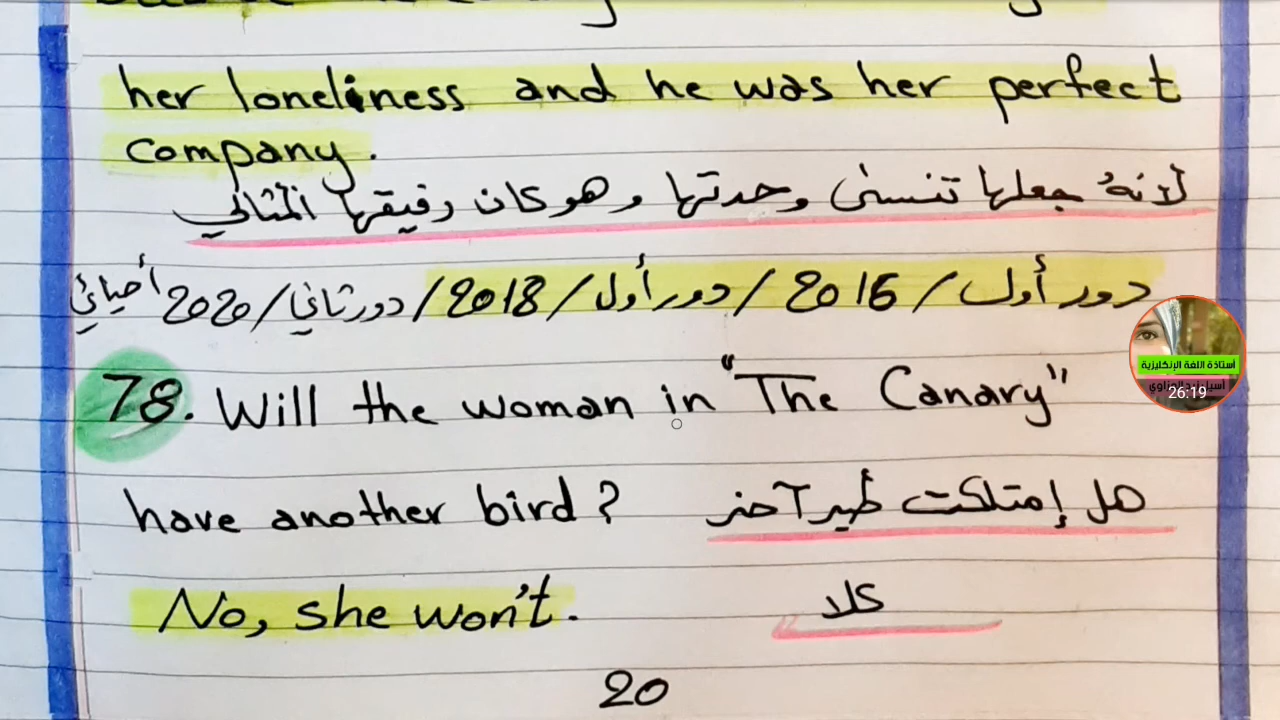 her loneliness and he was her perfect
company.
لانهُ جعلها تنسى وحدتها وهو كان رفيقها المثالي
دور أول / 2016 / دور أول / 2018 / دور ثاني / 2020 أحيائي
78. Will the woman in "The Canary"
have another bird? هل إمتلكت طير آخر
No, she won't. كلا
20
أستاذة اللغة الإنكليزية
26:19